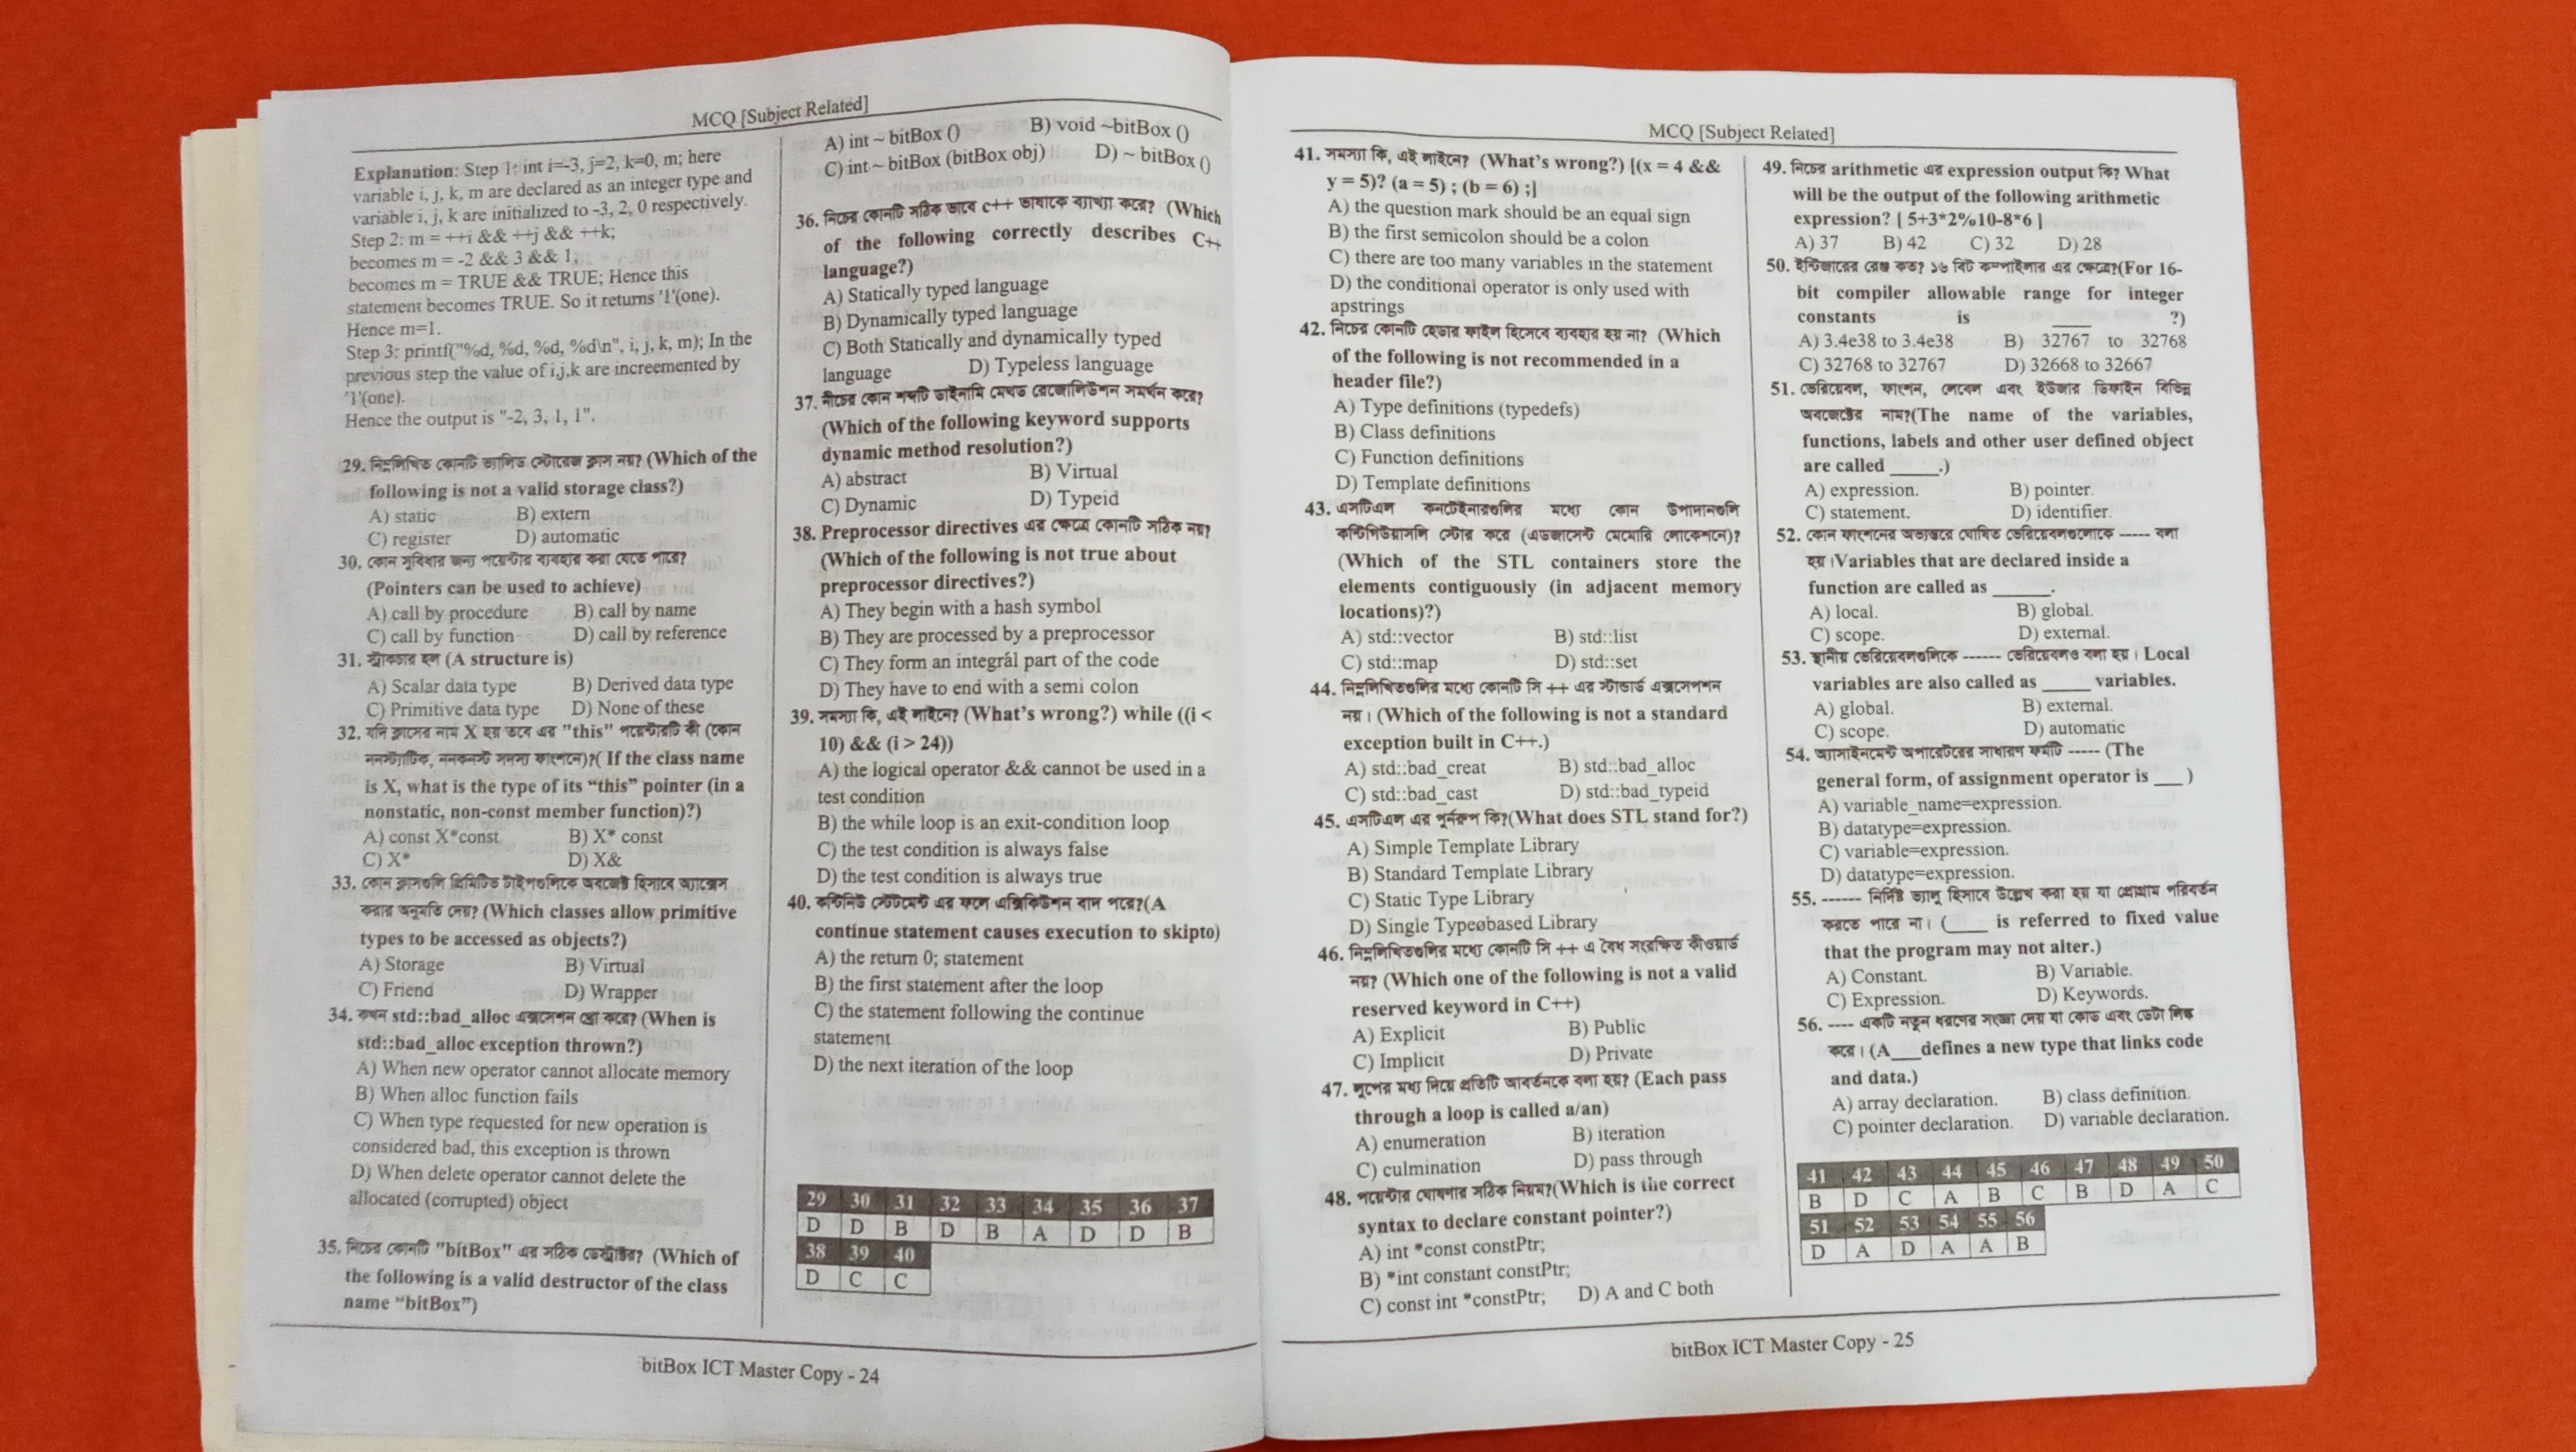 MCQ [Subject Related]
Explanation: Step 1: int i=-3, j=2, k=0, m; here
variable i, j, k, m are declared as an integer type and
variable i, j, k are initialized to -3, 2, 0 respectively.
Step 2: m = ++i && ++j && ++k;
becomes m = -2 && 3 && 1;
becomes m = TRUE && TRUE; Hence this
statement becomes TRUE. So it returns '1'(one).
Hence m=1.
Step 3: printf("%d, %d, %d, %d\n", i, j, k, m); In the
previous step the value of i,j,k are increemented by
'1'(one).
Hence the output is "-2, 3, 1, 1".
29. নিম্নলিখিত কোনটি ভ্যালিড স্টোরেজ ক্লাস নয়? (Which of the
following is not a valid storage class?)
A) static B) extern
C) register D) automatic
30. কোন সুবিধার জন্য পয়েন্টার ব্যবহার করা যেতে পারে?
(Pointers can be used to achieve)
A) call by procedure B) call by name
C) call by function D) call by reference
31. স্ট্রাকচার হল (A structure is)
A) Scalar data type B) Derived data type
C) Primitive data type D) None of these
32. যদি ক্লাসের নাম X হয় তবে এর "this" পয়েন্টারটি কী (কোন
ননস্ট্যাটিক, ননকনস্ট সদস্য ফাংশনে)?( If the class name
is X, what is the type of its “this” pointer (in a
nonstatic, non-const member function)?)
A) const X*const B) X* const
C) X* D) X&
33. কোন ক্লাসগুলি প্রিমিটিভ টাইপগুলিকে অবজেক্ট হিসাবে অ্যাক্সেস
করার অনুমতি দেয়? (Which classes allow primitive
types to be accessed as objects?)
A) Storage B) Virtual
C) Friend D) Wrapper
34. কখন std::bad_alloc এক্সসেপশন থ্রো করে? (When is
std::bad_alloc exception thrown?)
A) When new operator cannot allocate memory
B) When alloc function fails
C) When type requested for new operation is
considered bad, this exception is thrown
D) When delete operator cannot delete the
allocated (corrupted) object
35. নিচের কোনটি "bitBox" এর সঠিক ডেস্ট্রাক্টর? (Which of
the following is a valid destructor of the class
name “bitBox”)
A) int ~ bitBox () B) void ~bitBox ()
C) int ~ bitBox (bitBox obj) D) ~ bitBox ()
36. নিচের কোনটি সঠিক ভাবে c++ ভাষাকে ব্যাখ্যা করে? (Which
of the following correctly describes C++
language?)
A) Statically typed language
B) Dynamically typed language
C) Both Statically and dynamically typed
language D) Typeless language
37. নীচের কোন শব্দটি ডাইনামি মেথড রেজোলিউশন সমর্থন করে?
(Which of the following keyword supports
dynamic method resolution?)
A) abstract B) Virtual
C) Dynamic D) Typeid
38. Preprocessor directives এর ক্ষেত্রে কোনটি সঠিক নয়?
(Which of the following is not true about
preprocessor directives?)
A) They begin with a hash symbol
B) They are processed by a preprocessor
C) They form an integrál part of the code
D) They have to end with a semi colon
39. সমস্যা কি, এই লাইনে? (What’s wrong?) while ((i <
10) && (i > 24))
A) the logical operator && cannot be used in a
test condition
B) the while loop is an exit-condition loop
C) the test condition is always false
D) the test condition is always true
40. কন্টিনিউ স্টেটমেন্ট এর ফলে এক্সিকিউশন বাদ পরে?(A
continue statement causes execution to skipto)
A) the return 0; statement
B) the first statement after the loop
C) the statement following the continue
statement
D) the next iteration of the loop
29 30 31 32 33 34 35 36 37
D D B D B A D D B
38 39 40
D C C
bitBox ICT Master Copy - 24
MCQ [Subject Related]
41. সমস্যা কি, এই লাইনে? (What’s wrong?) [(x = 4 &&
y = 5)? (a = 5) ; (b = 6) ;]
A) the question mark should be an equal sign
B) the first semicolon should be a colon
C) there are too many variables in the statement
D) the conditional operator is only used with
apstrings
42. নিচের কোনটি হেডার ফাইল হিসেবে ব্যবহার হয় না? (Which
of the following is not recommended in a
header file?)
A) Type definitions (typedefs)
B) Class definitions
C) Function definitions
D) Template definitions
43. এসটিএল কনটেইনারগুলির মধ্যে কোন উপাদানগুলি
কন্টিগিউয়াসলি স্টোর করে (এডজাসেন্ট মেমোরি লোকেশনে)?
(Which of the STL containers store the
elements contiguously (in adjacent memory
locations)?)
A) std::vector B) std::list
C) std::map D) std::set
44. নিম্নলিখিতগুলির মধ্যে কোনটি সি ++ এর স্টান্ডার্ড এক্সসেপশন
নয়। (Which of the following is not a standard
exception built in C++.)
A) std::bad_creat B) std::bad_alloc
C) std::bad_cast D) std::bad_typeid
45. এসটিএল এর পূর্নরূপ কি?(What does STL stand for?)
A) Simple Template Library
B) Standard Template Library
C) Static Type Library
D) Single Typeøbased Library
46. নিম্নলিখিতগুলির মধ্যে কোনটি সি ++ এ বৈধ সংরক্ষিত কীওয়ার্ড
নয়? (Which one of the following is not a valid
reserved keyword in C++)
A) Explicit B) Public
C) Implicit D) Private
47. লুপের মধ্য দিয়ে প্রতিটি আবর্তনকে বলা হয়? (Each pass
through a loop is called a/an)
A) enumeration B) iteration
C) culmination D) pass through
48. পয়েন্টার ঘোষণার সঠিক নিয়ম?(Which is the correct
syntax to declare constant pointer?)
A) int *const constPtr;
B) *int constant constPtr;
C) const int *constPtr; D) A and C both
49. নিচের arithmetic এর expression output কি? What
will be the output of the following arithmetic
expression? [ 5+3*2%10-8*6 ]
A) 37 B) 42 C) 32 D) 28
50. ইন্টিজারের রেঞ্জ কত? ১৬ বিট কম্পাইলার এর ক্ষেত্রে?(For 16-
bit compiler allowable range for integer
constants is ____ ?)
A) 3.4e38 to 3.4e38 B) 32767 to 32768
C) 32768 to 32767 D) 32668 to 32667
51. ভেরিয়েবল, ফাংশন, লেবেল এবং ইউজার ডিফাইন বিভিন্ন
অবজেক্টের নাম?(The name of the variables,
functions, labels and other user defined object
are called _____.)
A) expression. B) pointer.
C) statement. D) identifier.
52. কোন ফাংশনের অভ্যন্তরে ঘোষিত ভেরিয়েবলগুলোকে ----- বলা
হয়।Variables that are declared inside a
function are called as ______.
A) local. B) global.
C) scope. D) external.
53. স্থানীয় ভেরিয়েবলগুলিকে ------ ভেরিয়েবলও বলা হয়। Local
variables are also called as _____ variables.
A) global. B) external.
C) scope. D) automatic
54. অ্যাসাইনমেন্ট অপারেটরের সাধারণ ফর্মটি ----- (The
general form, of assignment operator is ___ )
A) variable_name=expression.
B) datatype=expression.
C) variable=expression.
D) datatype=expression.
55. ------ নির্দিষ্ট ভ্যালু হিসাবে উল্লেখ করা হয় যা প্রোগ্রাম পরিবর্তন
করতে পারে না। (____ is referred to fixed value
that the program may not alter.)
A) Constant. B) Variable.
C) Expression. D) Keywords.
56. ---- একটি নতুন ধরণের সংজ্ঞা দেয় যা কোড এবং ডেটা লিঙ্ক
করে। (A___defines a new type that links code
and data.)
A) array declaration. B) class definition.
C) pointer declaration. D) variable declaration.
41 42 43 44 45 46 47 48 49 50
B D C A B C B D A C
51 52 53 54 55 56
D A D A A B
bitBox ICT Master Copy - 25